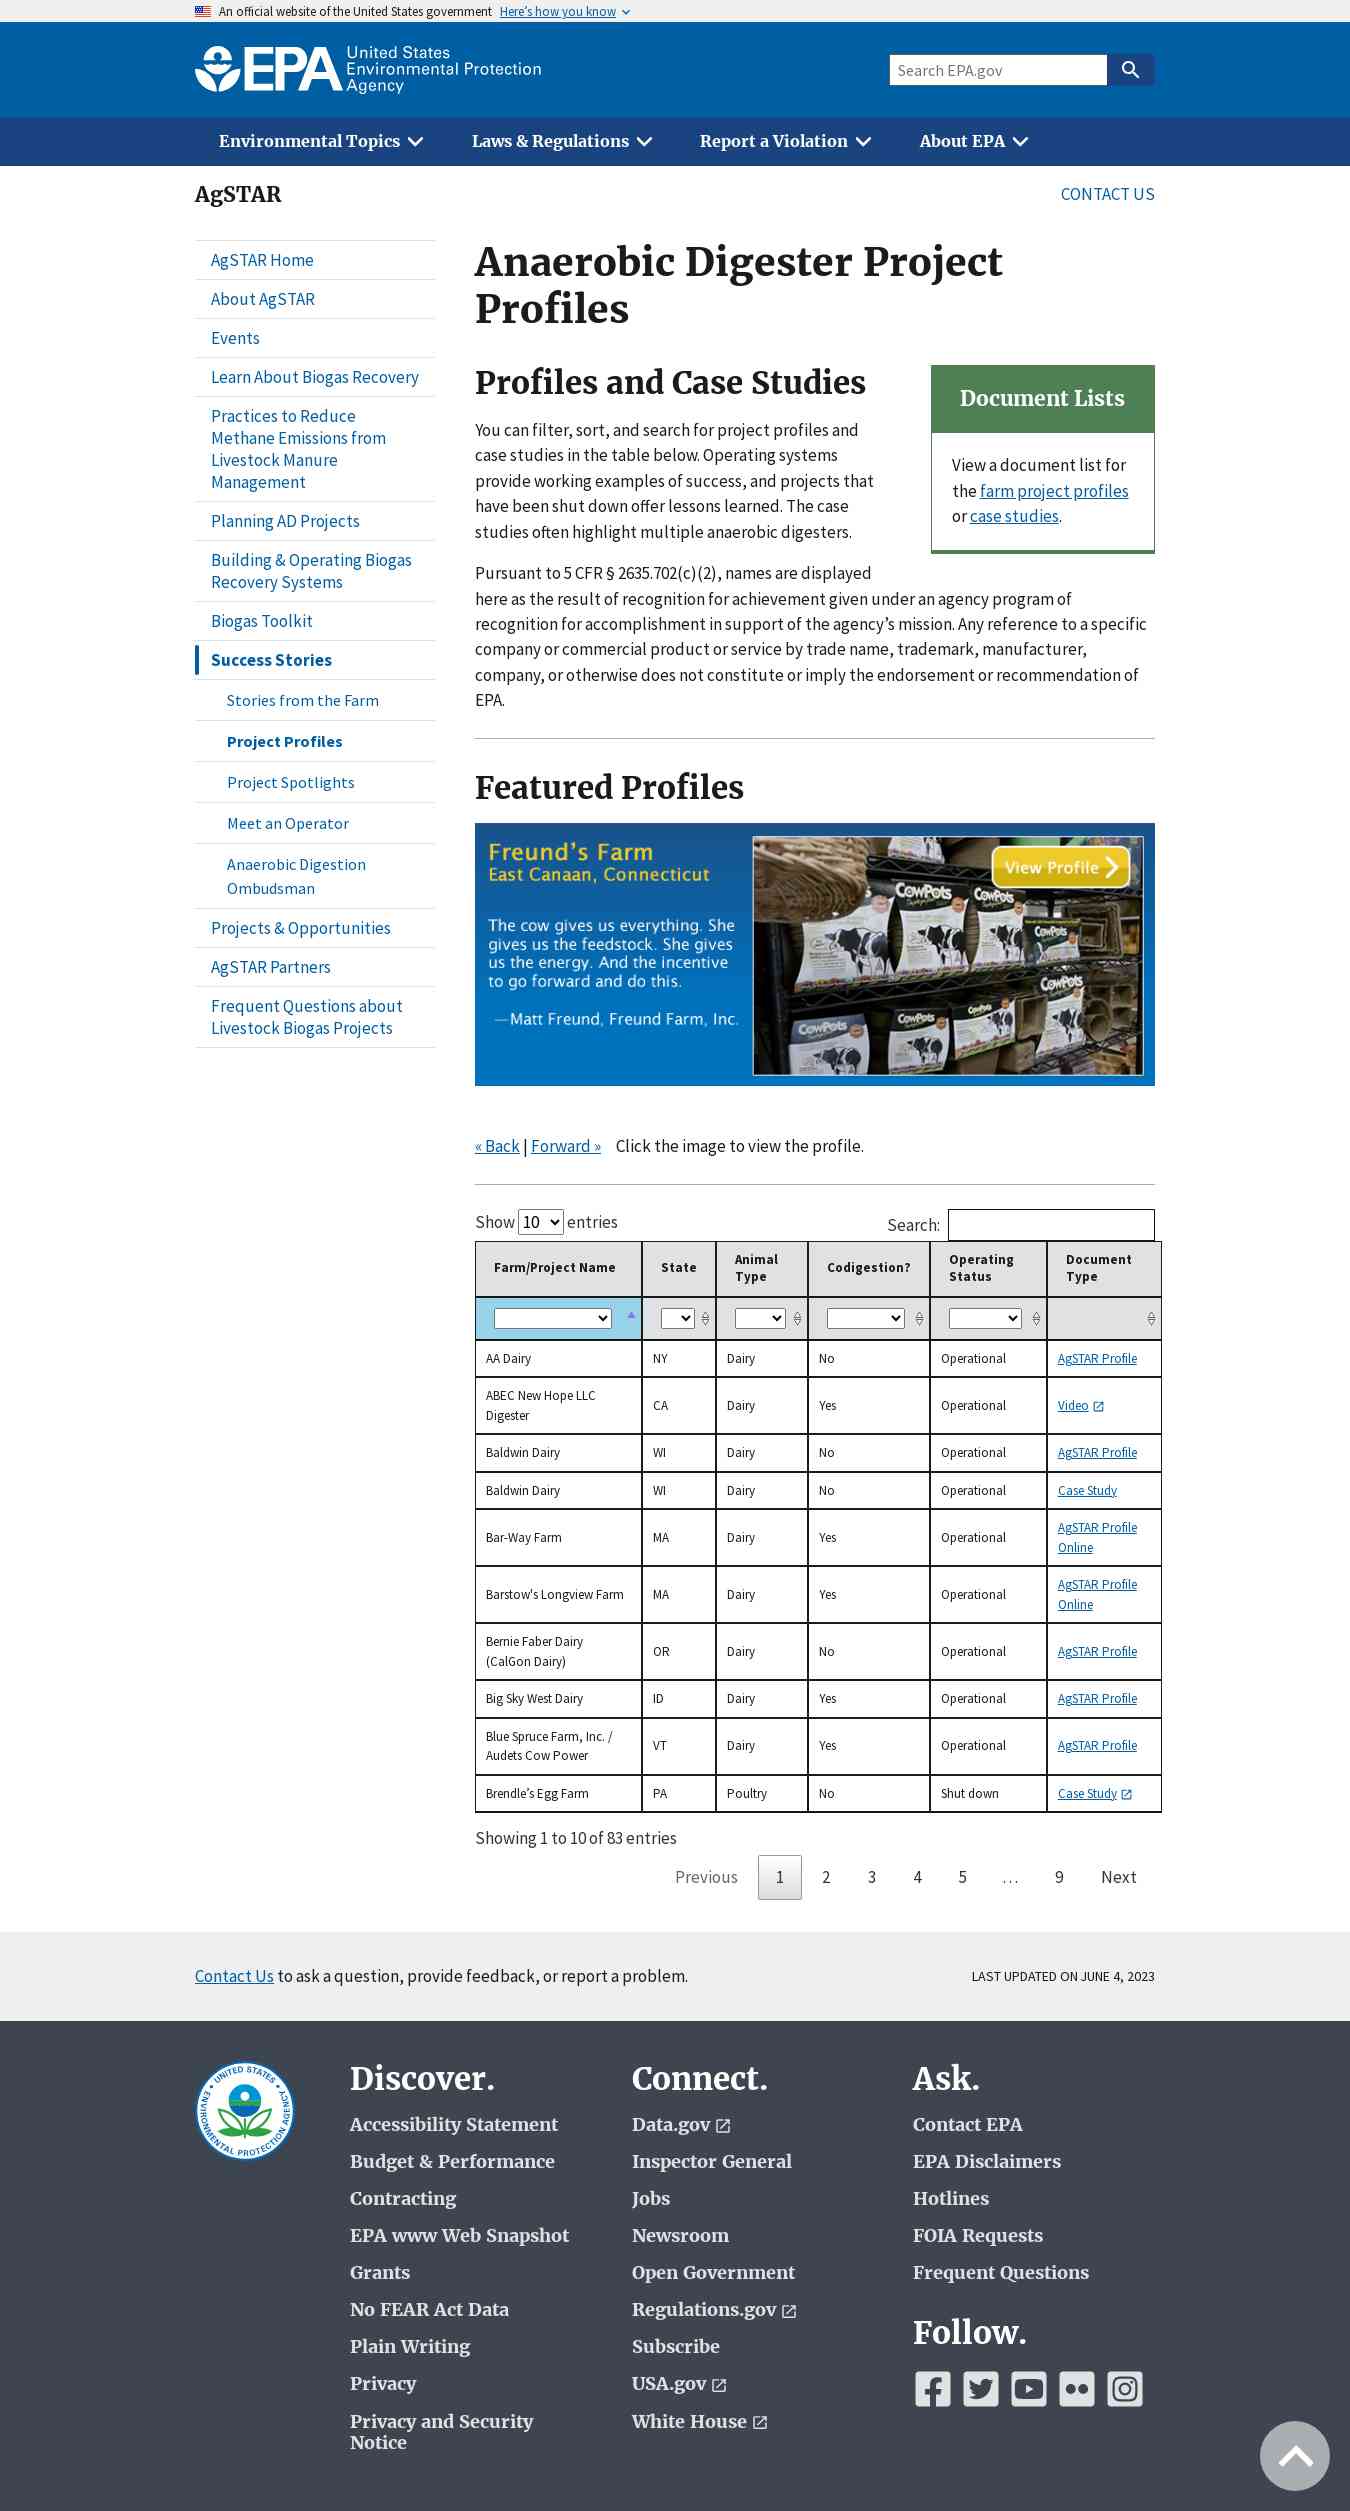 An official website of the United States government Here’s how you know
EPA United States
Environmental Protection
Agency
Search EPA.gov
Environmental Topics Laws & Regulations Report a Violation About EPA
AgSTAR
CONTACT US
AgSTAR Home
About AgSTAR
Events
Learn About Biogas Recovery
Practices to Reduce
Methane Emissions from
Livestock Manure
Management
Planning AD Projects
Building & Operating Biogas
Recovery Systems
Biogas Toolkit
Success Stories
Stories from the Farm
Project Profiles
Project Spotlights
Meet an Operator
Anaerobic Digestion
Ombudsman
Projects & Opportunities
AgSTAR Partners
Frequent Questions about
Livestock Biogas Projects
Anaerobic Digester Project
Profiles
Profiles and Case Studies
You can filter, sort, and search for project profiles and
case studies in the table below. Operating systems
provide working examples of success, and projects that
have been shut down offer lessons learned. The case
studies often highlight multiple anaerobic digesters.
Document Lists
View a document list for
the farm project profiles
or case studies.
Pursuant to 5 CFR § 2635.702(c)(2), names are displayed
here as the result of recognition for achievement given under an agency program of
recognition for accomplishment in support of the agency’s mission. Any reference to a specific
company or commercial product or service by trade name, trademark, manufacturer,
company, or otherwise does not constitute or imply the endorsement or recommendation of
EPA.
Featured Profiles
Freund's Farm
East Canaan, Connecticut
The cow gives us everything. She
gives us the feedstock. She gives
us the energy. And the incentive
to go forward and do this.
—Matt Freund, Freund Farm, Inc.
View Profile
CowPots
CowPots
CowPots
CowPots
CowPots
CowPots
CowPots
« Back | Forward » Click the image to view the profile.
Show 10 entries
Search:
Farm/Project Name State Animal Type Codigestion? Operating Status Document Type
AA Dairy NY Dairy No Operational AgSTAR Profile
ABEC New Hope LLC Digester CA Dairy Yes Operational Video
Baldwin Dairy WI Dairy No Operational AgSTAR Profile
Baldwin Dairy WI Dairy No Operational Case Study
Bar-Way Farm MA Dairy Yes Operational AgSTAR Profile Online
Barstow's Longview Farm MA Dairy Yes Operational AgSTAR Profile Online
Bernie Faber Dairy (CalGon Dairy) OR Dairy No Operational AgSTAR Profile
Big Sky West Dairy ID Dairy Yes Operational AgSTAR Profile
Blue Spruce Farm, Inc. / Audets Cow Power VT Dairy Yes Operational AgSTAR Profile
Brendle’s Egg Farm PA Poultry No Shut down Case Study
Showing 1 to 10 of 83 entries
Previous 1 2 3 4 5 … 9 Next
Contact Us to ask a question, provide feedback, or report a problem.
LAST UPDATED ON JUNE 4, 2023
UNITED STATES
ENVIRONMENTAL PROTECTION AGENCY
Discover.
Accessibility Statement
Budget & Performance
Contracting
EPA www Web Snapshot
Grants
No FEAR Act Data
Plain Writing
Privacy
Privacy and Security
Notice
Connect.
Data.gov
Inspector General
Jobs
Newsroom
Open Government
Regulations.gov
Subscribe
USA.gov
White House
Ask.
Contact EPA
EPA Disclaimers
Hotlines
FOIA Requests
Frequent Questions
Follow.